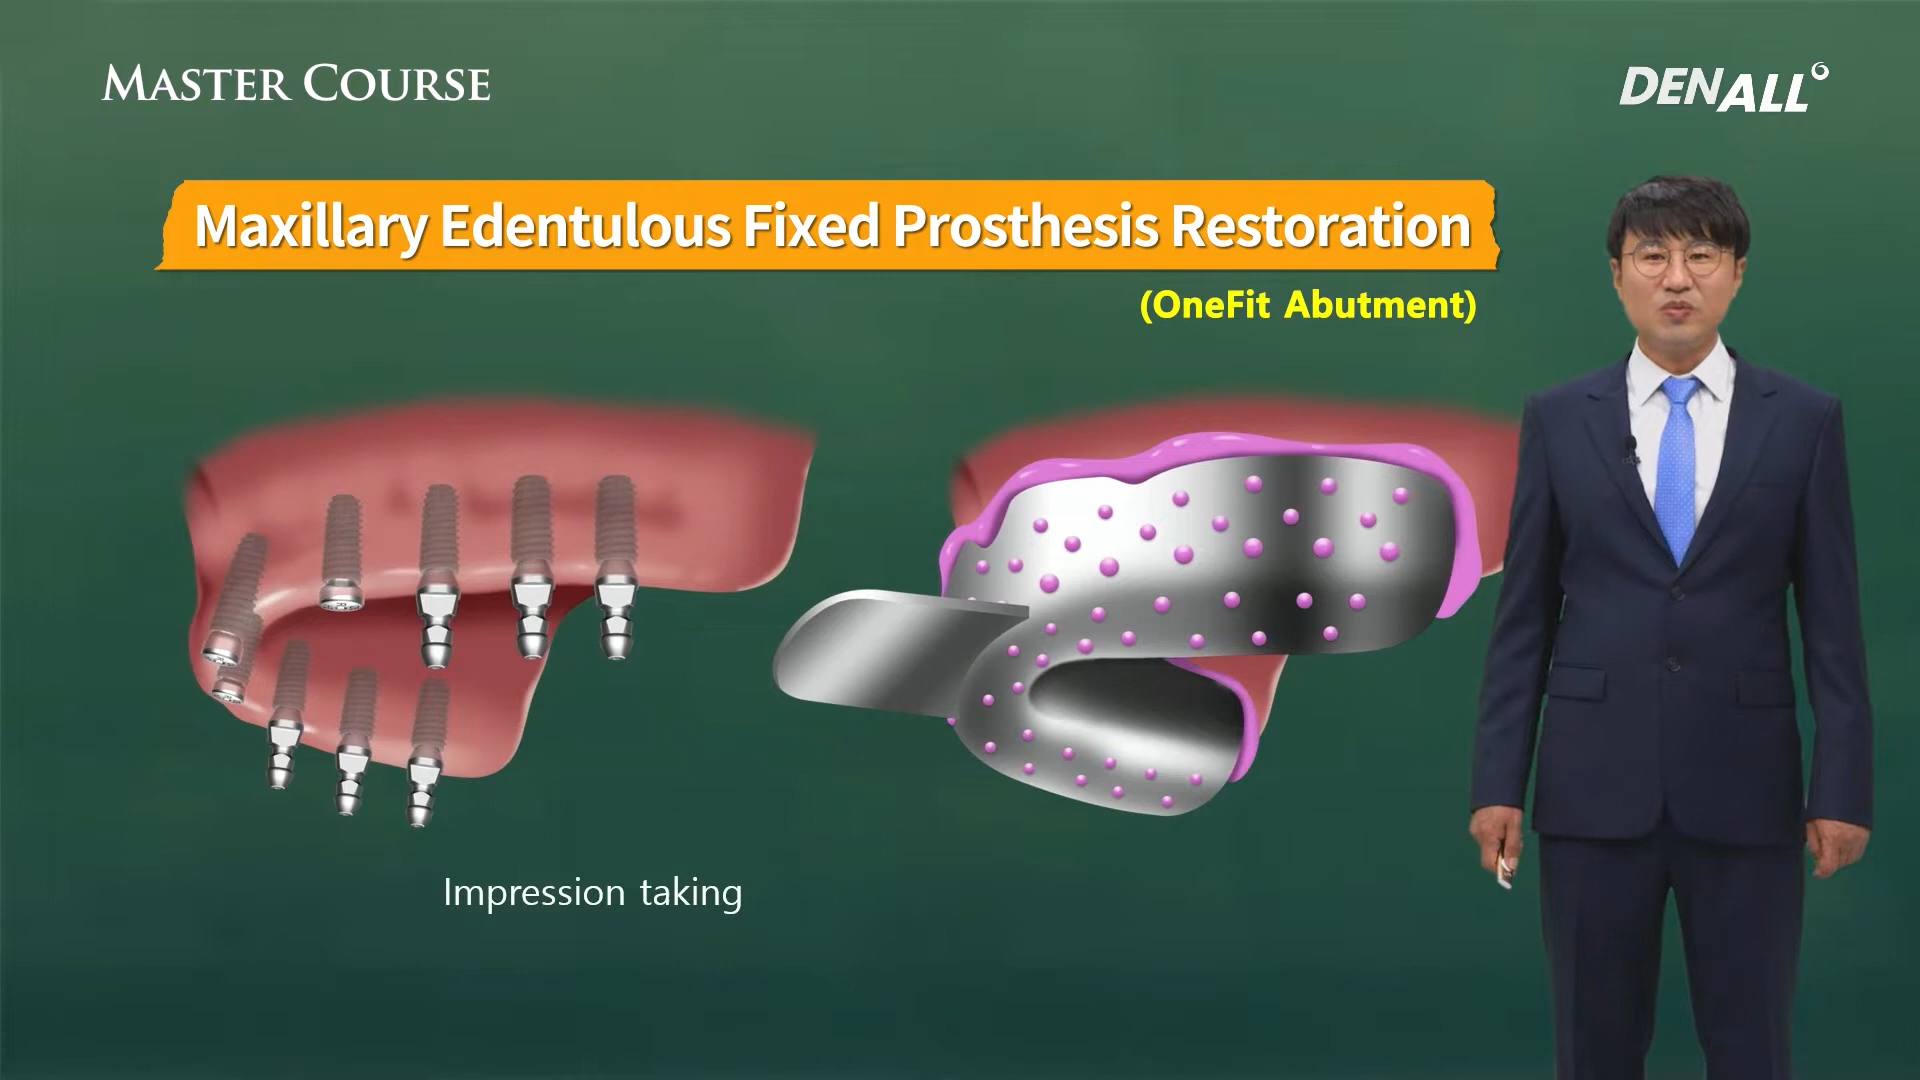 MASTER COURSE
DENALL
Maxillary Edentulous Fixed Prosthesis Restoration
(OneFit Abutment)
Impression taking